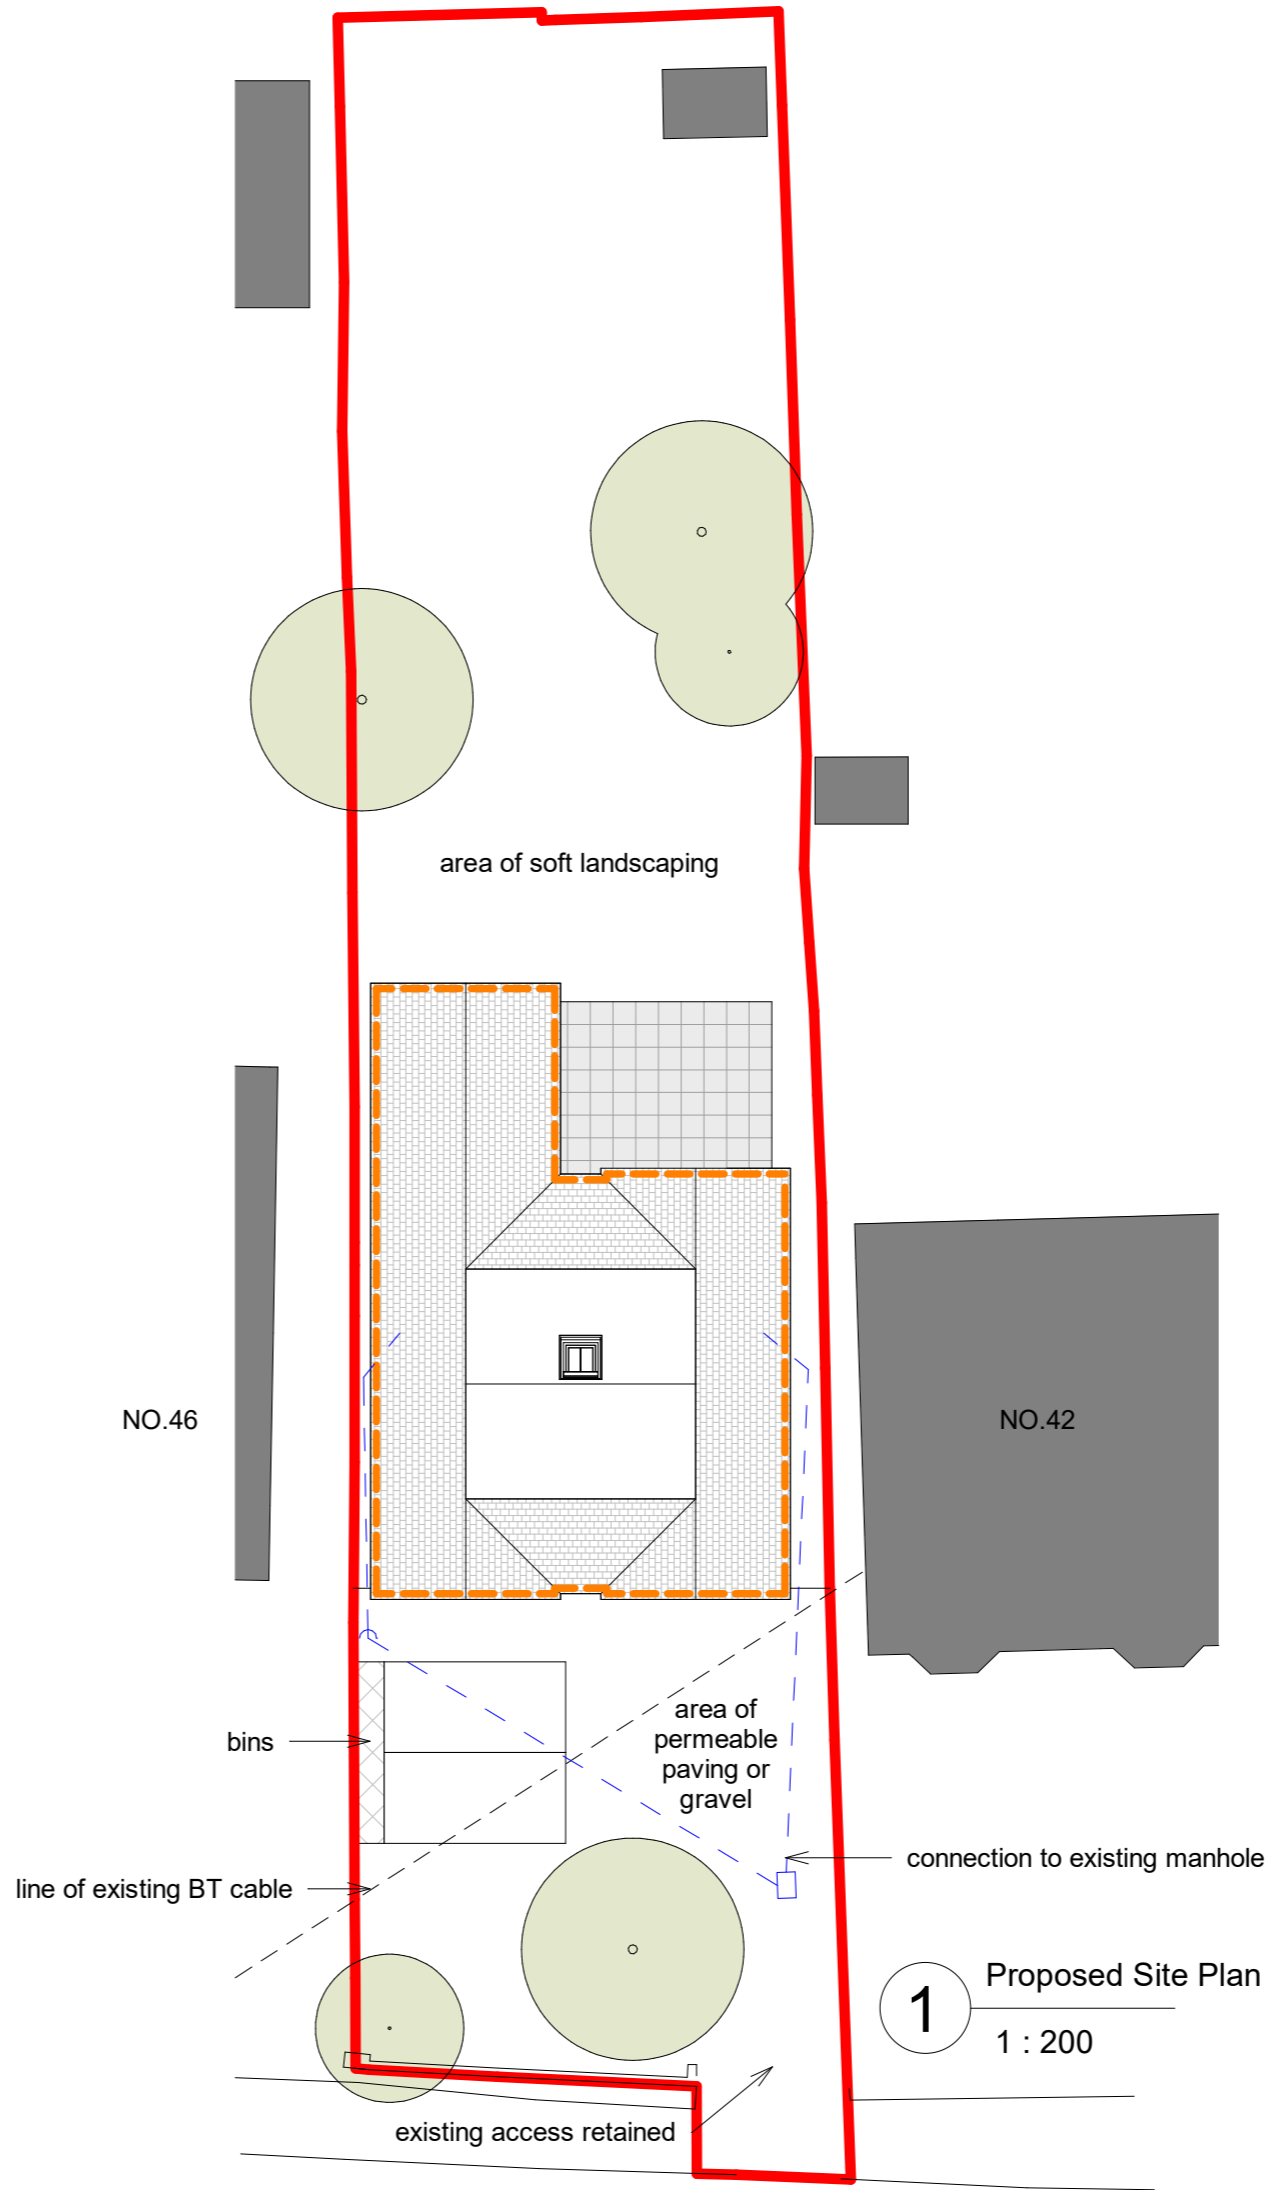 area of soft landscaping
NO.46
NO.42
area of
permeable
paving or
gravel
bins
connection to existing manhole
line of existing BT cable
1
Proposed Site Plan
1 : 200
existing access retained